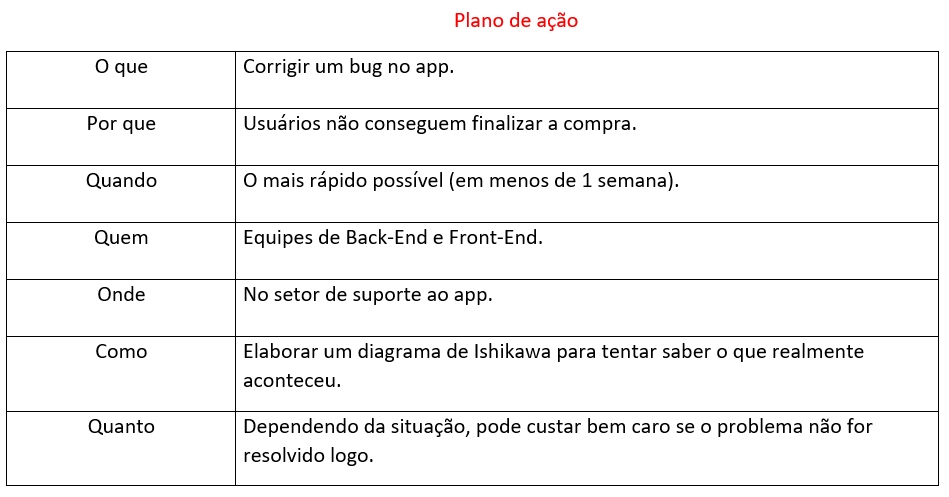 Plano de ação
O que
Corrigir um bug no app.
Por que
Usuários não conseguem finalizar a compra.
Quando
O mais rápido possível (em menos de 1 semana).
Quem
Equipes de Back-End e Front-End.
Onde
No setor de suporte ao app.
Como
Elaborar um diagrama de Ishikawa para tentar saber o que realmente
aconteceu.
Quanto
Dependendo da situação, pode custar bem caro se o problema não for
resolvido logo.